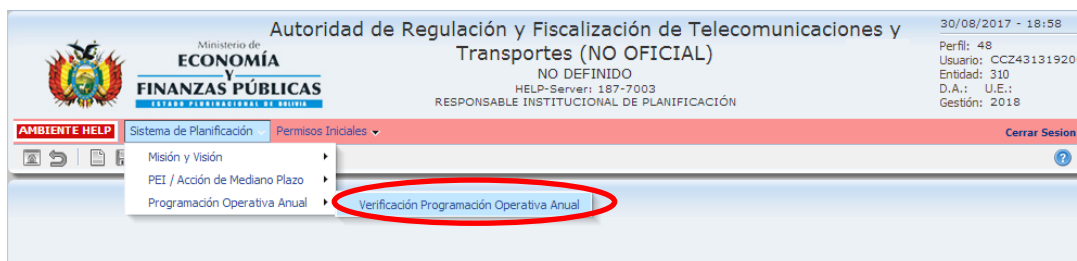 Autoridad de Regulación y Fiscalización de Telecomunicaciones y
Transportes (NO OFICIAL)
NO DEFINIDO
HELP-Server: 187-7003
RESPONSABLE INSTITUCIONAL DE PLANIFICACIÓN
Ministerio de
ECONOMÍA
Y
FINANZAS PÚBLICAS
ESTADO PLURINACIONAL DE BOLIVIA
30/08/2017 - 18:58
Perfil: 48
Usuario: CCZ43131920
Entidad: 310
D.A.: U.E.:
Gestión: 2018
AMBIENTE HELP Sistema de Planificación Permisos Iniciales Cerrar Sesion
Misión y Visión
PEI / Acción de Mediano Plazo
Programación Operativa Anual Verificación Programación Operativa Anual